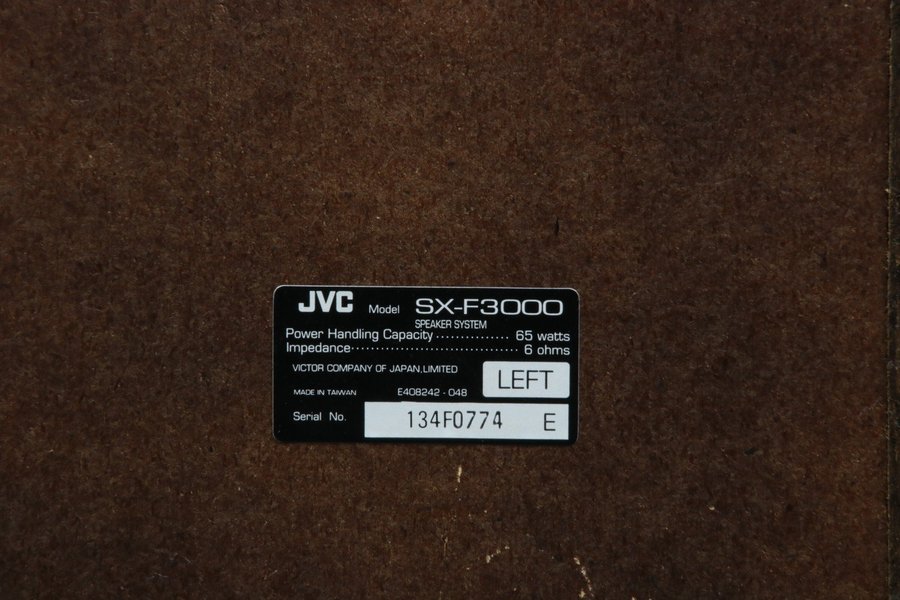 JVC Model SX-F3000
SPEAKER SYSTEM
Power Handling Capacity ··············· 65 watts
Impedance································· 6 ohms
VICTOR COMPANY OF JAPAN,LIMITED
LEFT
MADE IN TAIWAN E408242-048
Serial No. 134F0774 E